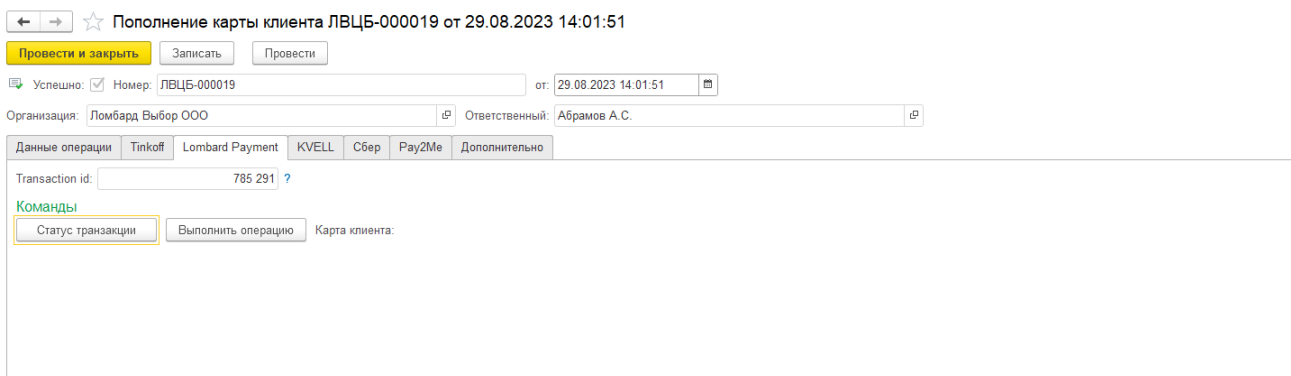 Пополнение карты клиента ЛВЦБ-000019 от 29.08.2023 14:01:51
Провести и закрыть Записать Провести
Успешно: Номер: ЛВЦБ-000019 от: 29.08.2023 14:01:51
Организация: Ломбард Выбор ООО Ответственный: Абрамов А.С.
Данные операции Tinkoff Lombard Payment KVELL Сбер Pay2Me Дополнительно
Transaction id: 785 291 ?
Команды
Статус транзакции Выполнить операцию Карта клиента: